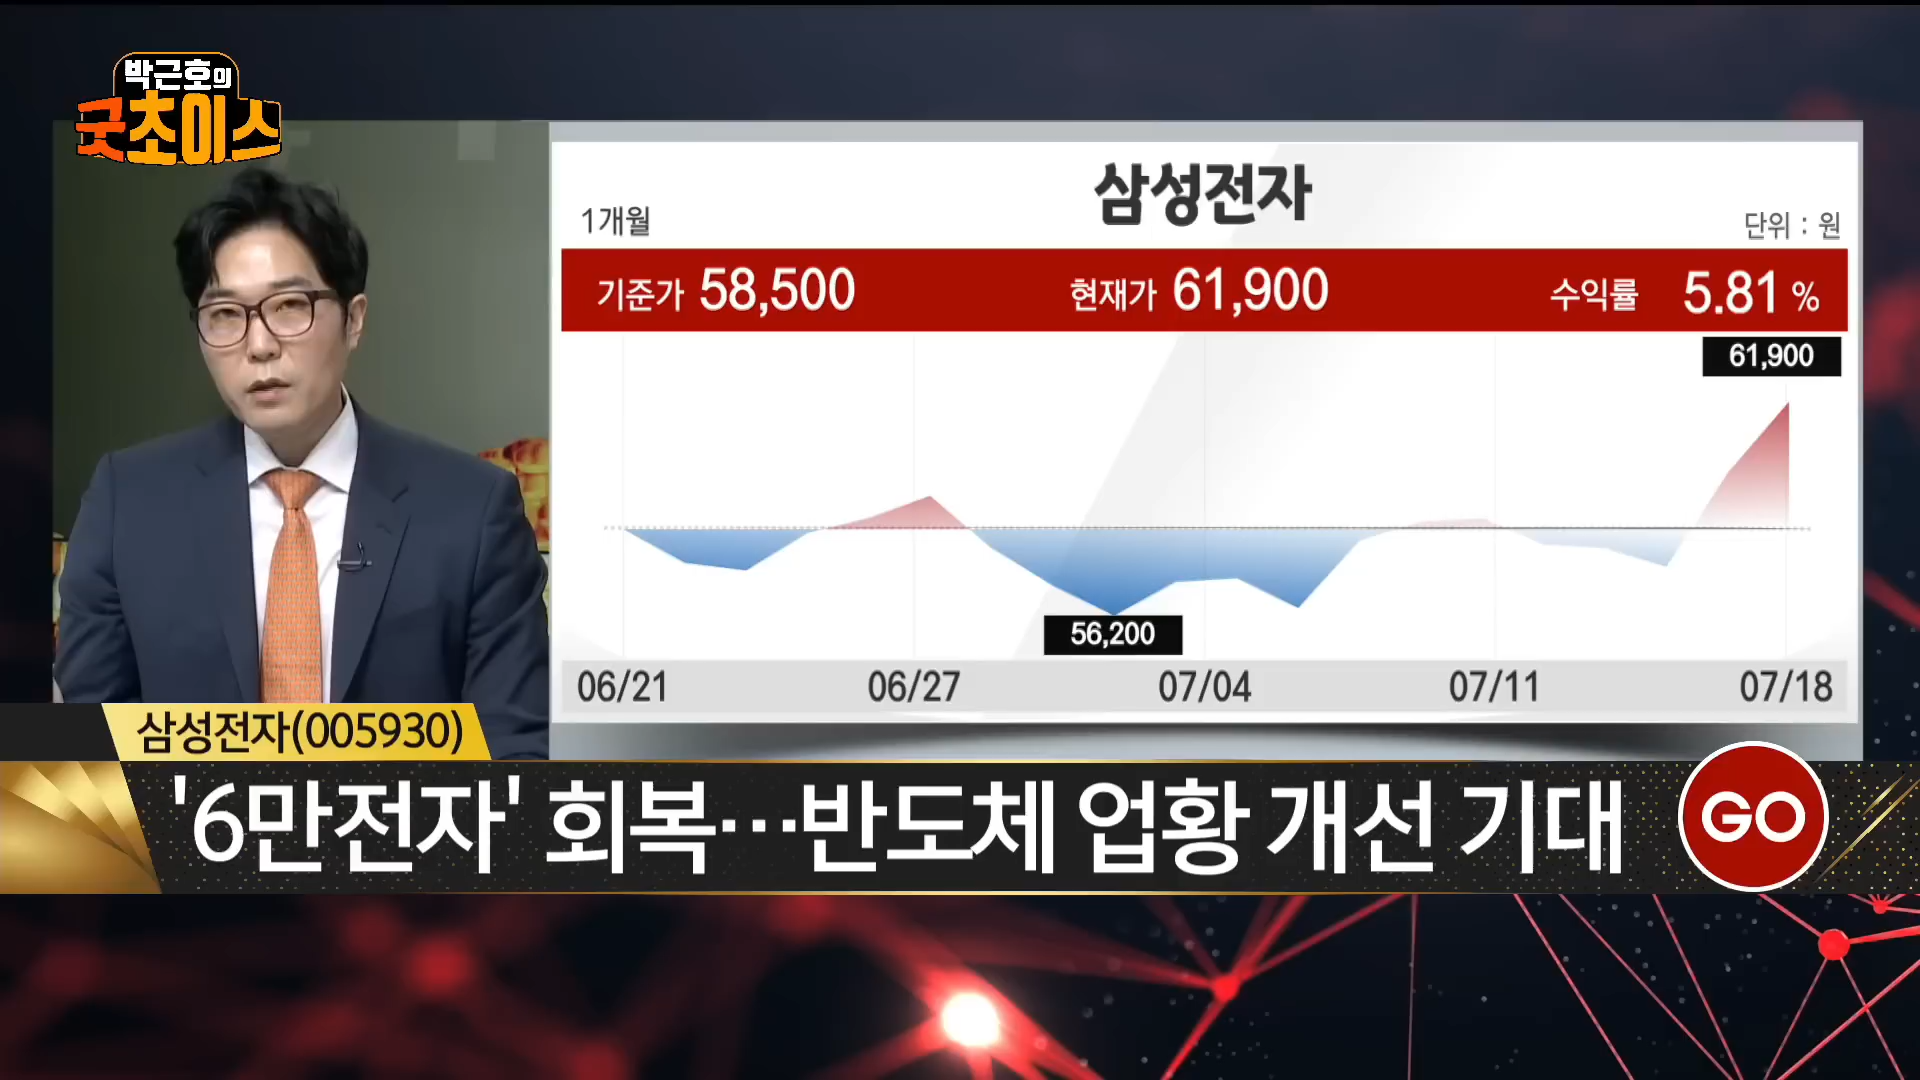 박근호의
굿초이스
삼성전자
1개월
단위 : 원
기준가 58,500 현재가 61,900 수익률 5.81 %
61,900
56,200
06/21 06/27 07/04 07/11 07/18
삼성전자(005930)
'6만전자' 회복···반도체 업황 개선 기대
GO